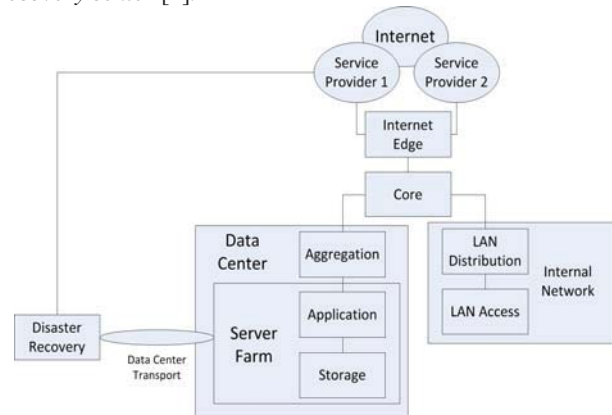 Internet
Service
Provider 1
Service
Provider 2
Internet
Edge
Core
Data
Center
Aggregation
LAN
Distribution
Internal
Network
LAN Access
Disaster
Recovery
Data Center
Transport
Server
Farm
Application
Storage